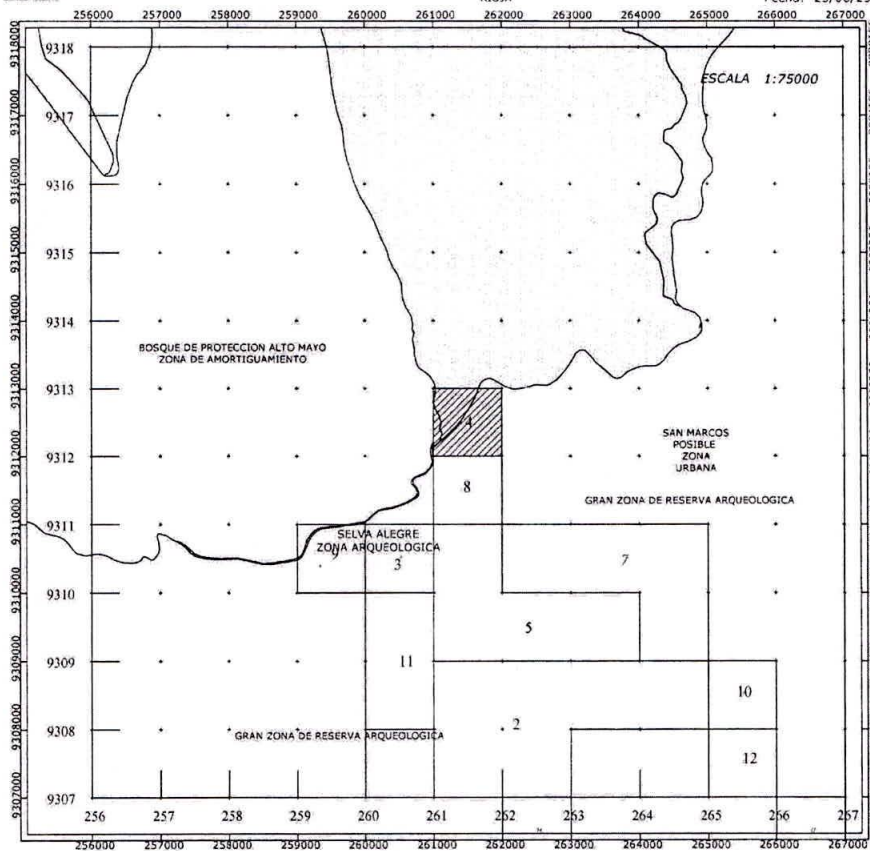 256000 257000 258000 259000 260000 261000 262000 263000 264000 265000 266000 267000
9318000
9318
ESCALA 1:75000
9317000
9317
9316000
9316
9315000
9315
9314000
9314
BOSQUE DE PROTECCION ALTO MAYO
ZONA DE AMORTIGUAMIENTO
9313000
9313
4
SAN MARCOS
POSIBLE
ZONA
URBANA
9312000
9312
8
GRAN ZONA DE RESERVA ARQUEOLOGICA
9311000
9311
SELVA ALEGRE
ZONA ARQUEOLOGICA
9 3 7
9310000
9310
5
9309000
9309
11
10
2
9308000
9308
GRAN ZONA DE RESERVA ARQUEOLOGICA
12
9307000
9307
256 257 258 259 260 261 262 263 264 265 266 267
256000 257000 258000 259000 260000 261000 262000 263000 264000 265000 266000 267000